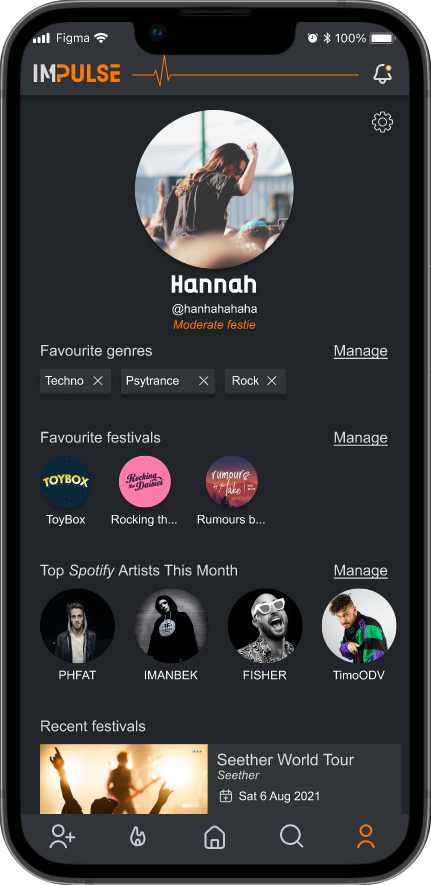 Figma 100%
IMPULSE
Hannah
@hanhahahaha
Moderate festie
Favourite genres Manage
Techno Psytrance Rock
Favourite festivals Manage
TOYBOX Rocking the Daisies rumours lake
ToyBox Rocking th... Rumours b...
Top Spotify Artists This Month Manage
PHFAT IMANBEK FISHER TimoODV
Recent festivals
Seether World Tour
Seether
Sat 6 Aug 2021